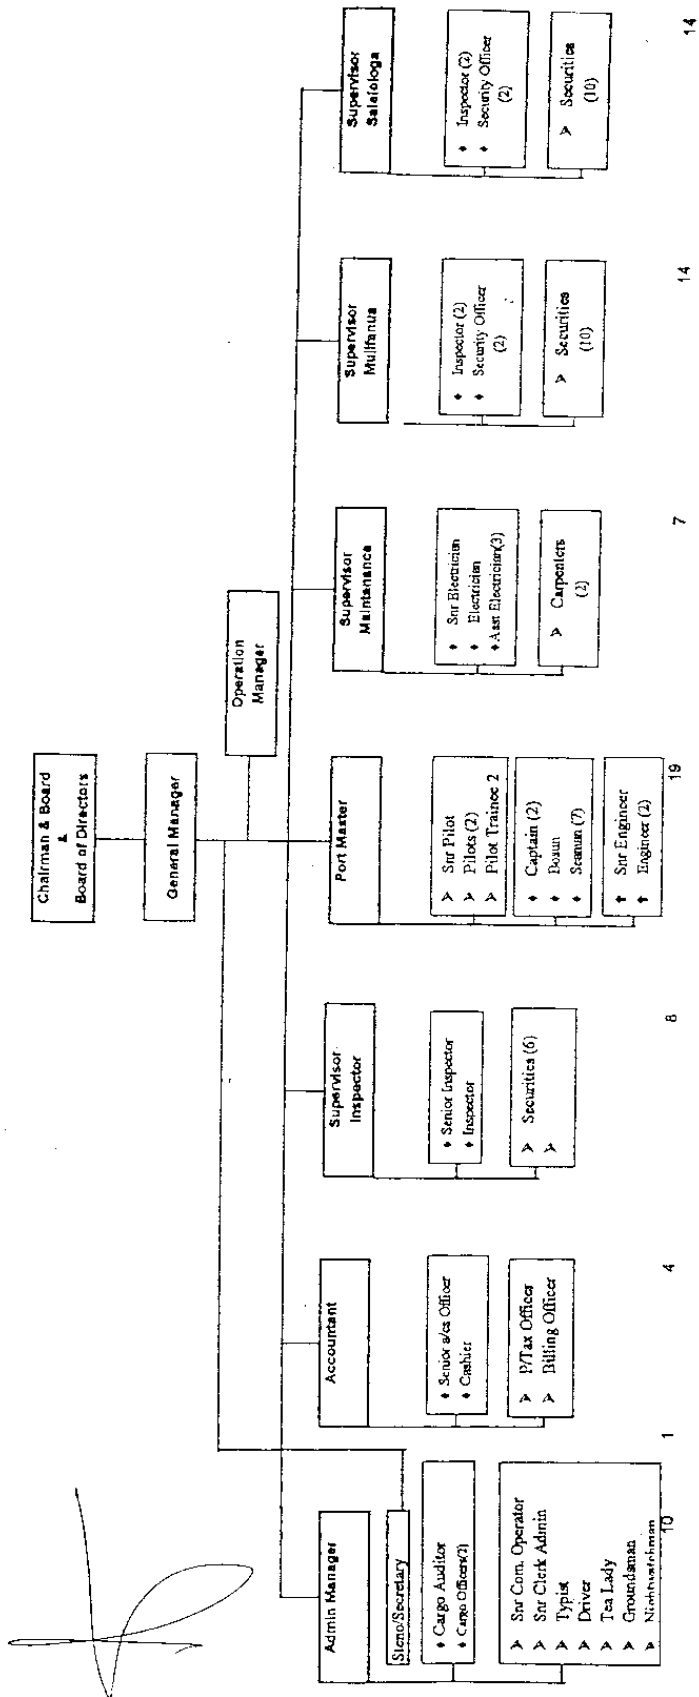 Chairman & Board
&
Board of Directors
General Manager
Operation
Manager
Admin Manager
Steno/Secretary
♦ Cargo Auditor
♦ Cargo Officers(2)
➢ Snr Com. Operator
➢ Snr Clerk Admin
➢ Typist
➢ Driver
➢ Tea Lady
➢ Groundsman
➢ Nightwatchman
10
1
Accountant
♦ Senior a/cs Officer
♦ Cashier
➢ P/Tax Officer
➢ Billing Officer
4
Supervisor
Inspector
♦ Senior Inspector
♦ Inspector
➢ Securities (6)
➢
8
Port Master
➢ Snr Pilot
➢ Pilots (2)
➢ Pilot Trainee 2
♦ Captain (2)
♦ Bosun
♦ Seaman (7)
♦ Snr Engineer
♦ Engineer (2)
19
Supervisor
Maintanance
♦ Snr Electrician
♦ Electrician
♦ Asst Electrician(3)
➢ Carpenters
(2)
7
Supervisor
Mulifanua
♦ Inspector (2)
♦ Security Officer
(2)
➢ Securities
(10)
14
Supervisor
Salelologa
♦ Inspector (2)
♦ Security Officer
(2)
➢ Securities
(10)
14